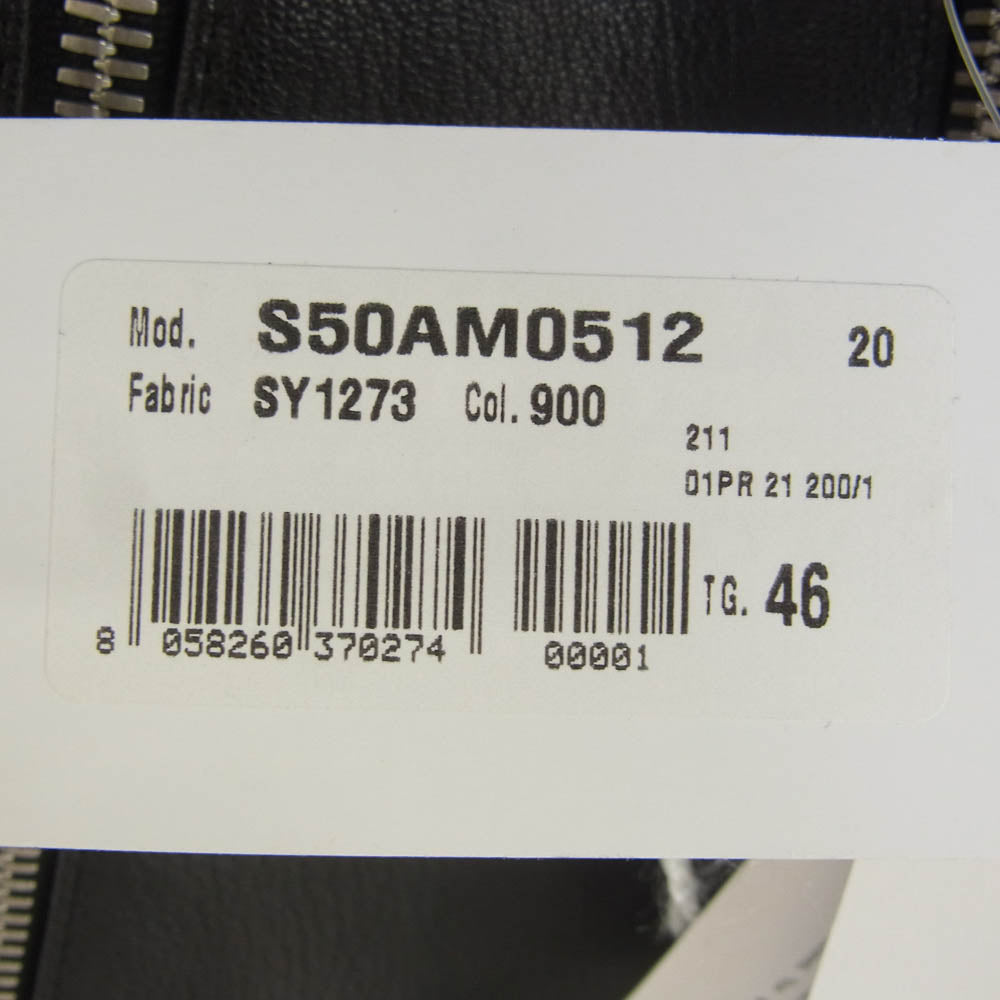 Mod. S50AM0512 20
Fabric SY1273 Col. 900
211
01PR 21 200/1
TG. 46
8 058260 370274 00001